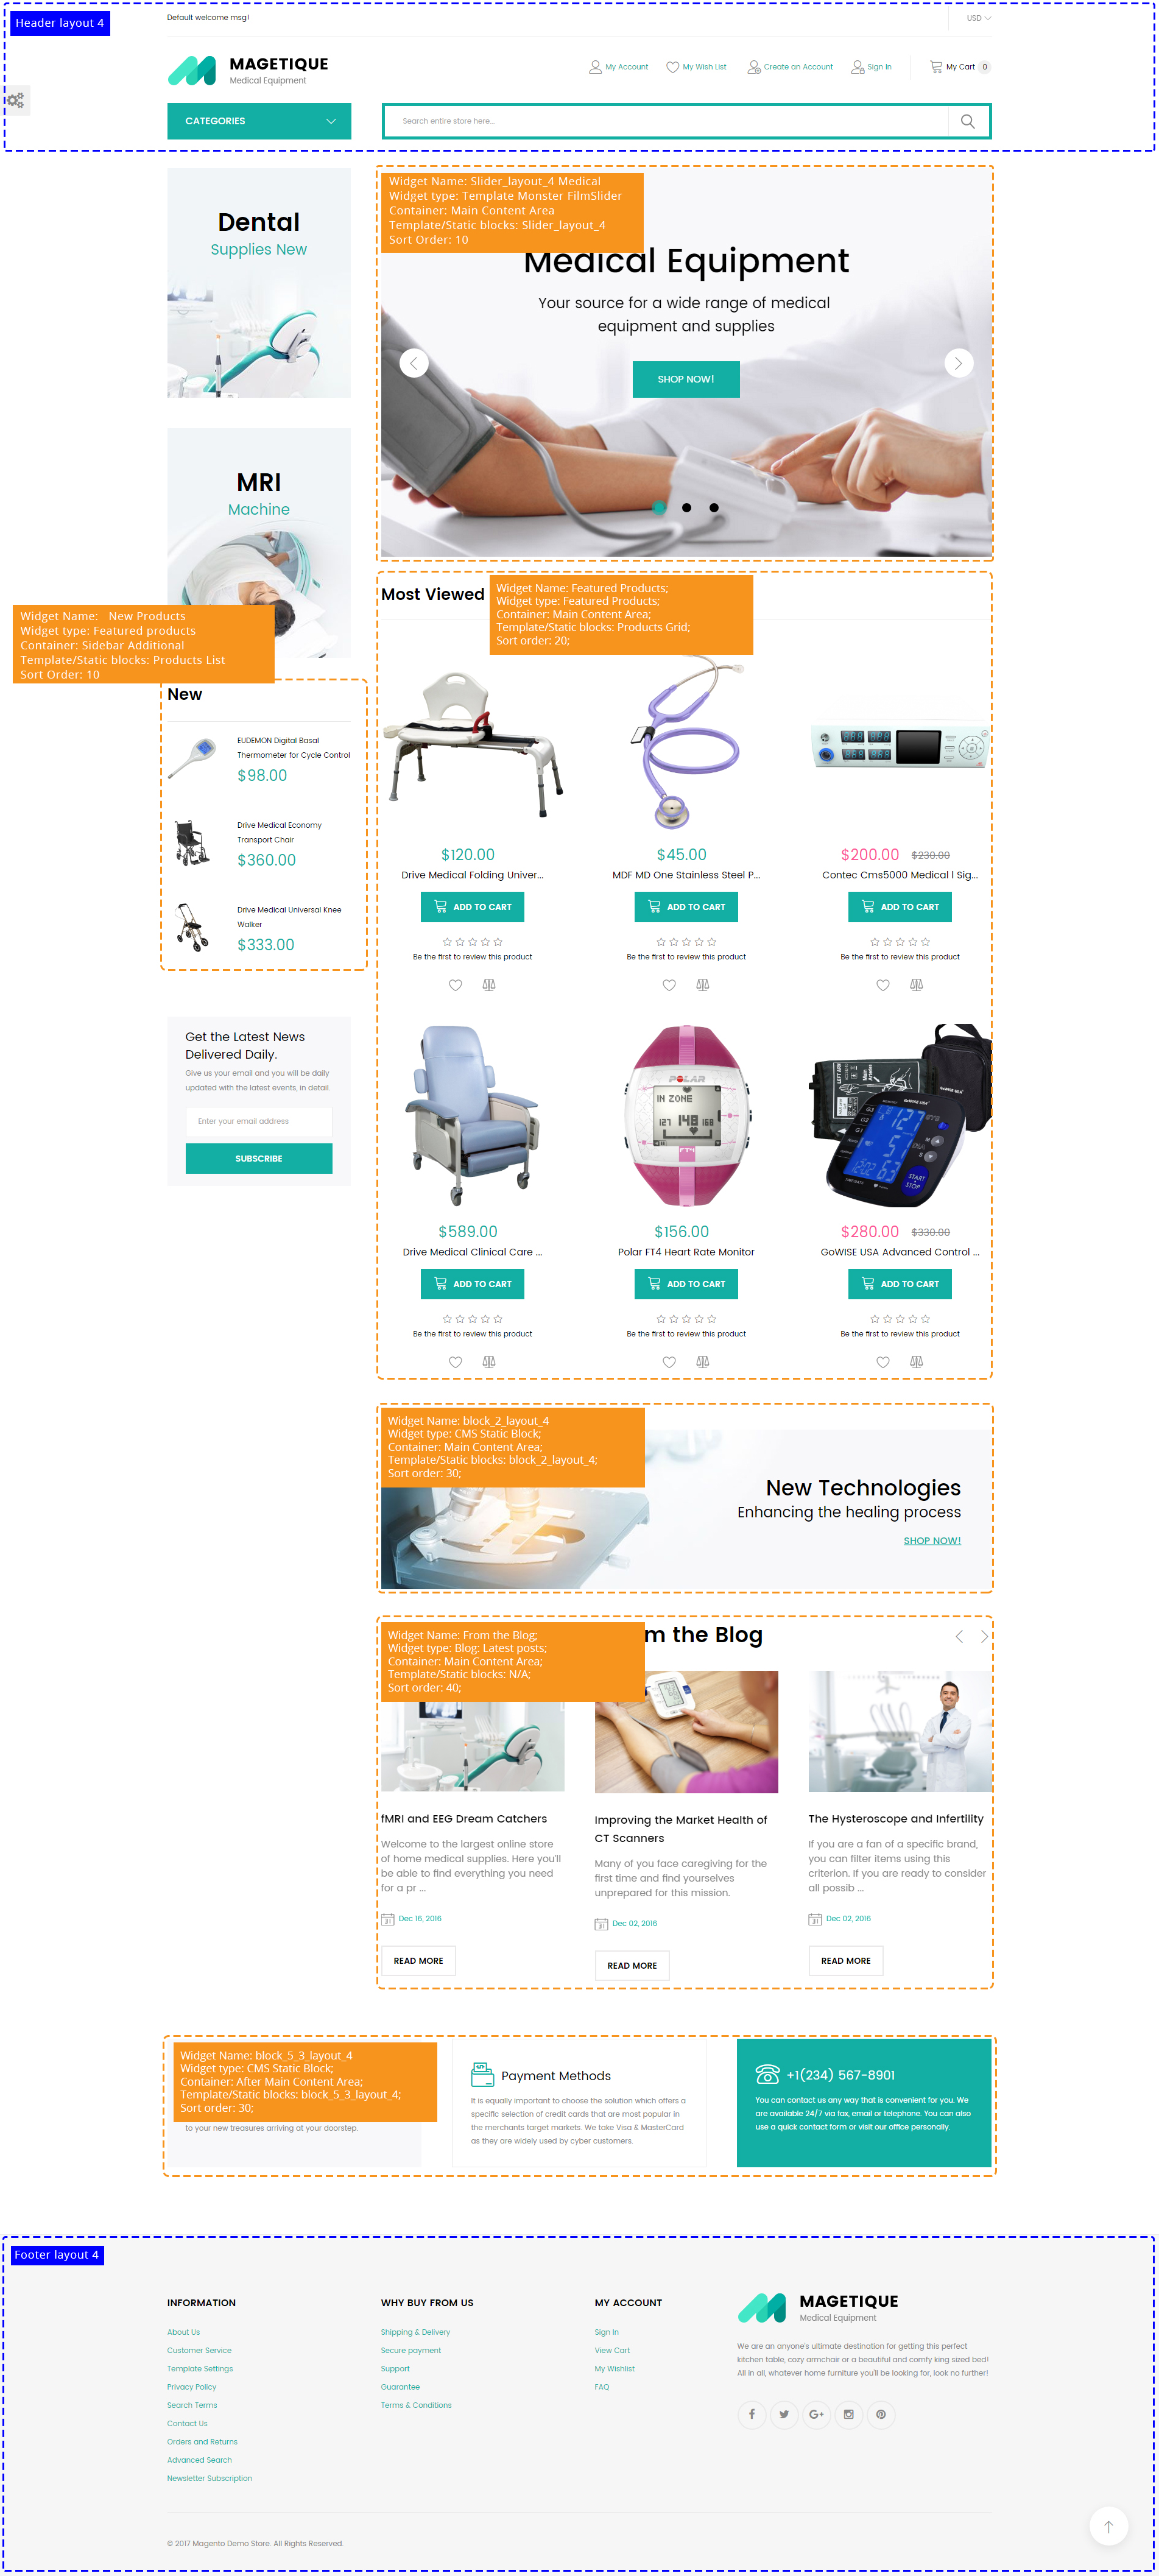 Header layout 4
Default welcome msg!
USD
MAGETIQUE
Medical Equipment
My Account
My Wish List
Create an Account
Sign In
My Cart 0
CATEGORIES
Search entire store here...
Dental
Supplies New
MRI
Machine
Widget Name: Slider_layout_4 Medical
Widget type: Template Monster FilmSlider
Container: Main Content Area
Template/Static blocks: Slider_layout_4
Sort Order: 10
Medical Equipment
Your source for a wide range of medical
equipment and supplies
SHOP NOW!
Widget Name: New Products
Widget type: Featured products
Container: Sidebar Additional
Template/Static blocks: Products List
Sort Order: 10
New
EUDEMON Digital Basal
Thermometer for Cycle Control
$98.00
Drive Medical Economy
Transport Chair
$360.00
Drive Medical Universal Knee
Walker
$333.00
Get the Latest News
Delivered Daily.
Give us your email and you will be daily
updated with the latest events, in detail.
Enter your email address
SUBSCRIBE
Most Viewed
Widget Name: Featured Products;
Widget type: Featured Products;
Container: Main Content Area;
Template/Static blocks: Products Grid;
Sort order: 20;
$120.00
Drive Medical Folding Univer...
ADD TO CART
Be the first to review this product
$45.00
MDF MD One Stainless Steel P...
ADD TO CART
Be the first to review this product
$200.00 $230.00
Contec Cms5000 Medical l Sig...
ADD TO CART
Be the first to review this product
POLAR
IN ZONE
127 148 168
FT4
START
STOP
$589.00
Drive Medical Clinical Care ...
ADD TO CART
Be the first to review this product
$156.00
Polar FT4 Heart Rate Monitor
ADD TO CART
Be the first to review this product
$280.00 $330.00
GoWISE USA Advanced Control ...
ADD TO CART
Be the first to review this product
Widget Name: block_2_layout_4
Widget type: CMS Static Block;
Container: Main Content Area;
Template/Static blocks: block_2_layout_4;
Sort order: 30;
New Technologies
Enhancing the healing process
SHOP NOW!
Widget Name: From the Blog;
Widget type: Blog: Latest posts;
Container: Main Content Area;
Template/Static blocks: N/A;
Sort order: 40;
m the Blog
fMRI and EEG Dream Catchers
Welcome to the largest online store
of home medical supplies. Here you'll
be able to find everything you need
for a pr ...
Dec 16, 2016
READ MORE
Improving the Market Health of
CT Scanners
Many of you face caregiving for the
first time and find yourselves
unprepared for this mission.
Dec 02, 2016
READ MORE
The Hysteroscope and Infertility
If you are a fan of a specific brand,
you can filter items using this
criterion. If you are ready to consider
all possib ...
Dec 02, 2016
READ MORE
Widget Name: block_5_3_layout_4
Widget type: CMS Static Block;
Container: After Main Content Area;
Template/Static blocks: block_5_3_layout_4;
Sort order: 30;
to your new treasures arriving at your doorstep.
Payment Methods
It is equally important to choose the solution which offers a
specific selection of credit cards that are most popular in
the merchants target markets. We take Visa & MasterCard
as they are widely used by cyber customers.
+1(234) 567-8901
You can contact us any way that is convenient for you. We
are available 24/7 via fax, email or telephone. You can also
use a quick contact form or visit our office personally.
Footer layout 4
INFORMATION
About Us
Customer Service
Template Settings
Privacy Policy
Search Terms
Contact Us
Orders and Returns
Advanced Search
Newsletter Subscription
WHY BUY FROM US
Shipping & Delivery
Secure payment
Support
Guarantee
Terms & Conditions
MY ACCOUNT
Sign In
View Cart
My Wishlist
FAQ
MAGETIQUE
Medical Equipment
We are an anyone's ultimate destination for getting this perfect
kitchen table, cozy armchair or a beautiful and comfy king sized bed!
All in all, whatever home furniture you'll be looking for, look no further!
© 2017 Magento Demo Store. All Rights Reserved.